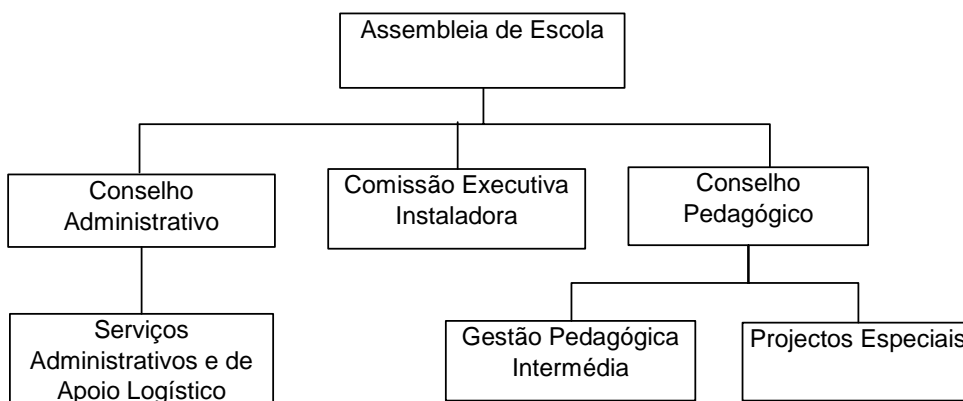 Assembleia de Escola
Conselho
Administrativo
Comissão Executiva
Instaladora
Conselho
Pedagógico
Serviços
Administrativos e de
Apoio Logístico
Gestão Pedagógica
Intermédia
Projectos Especiais